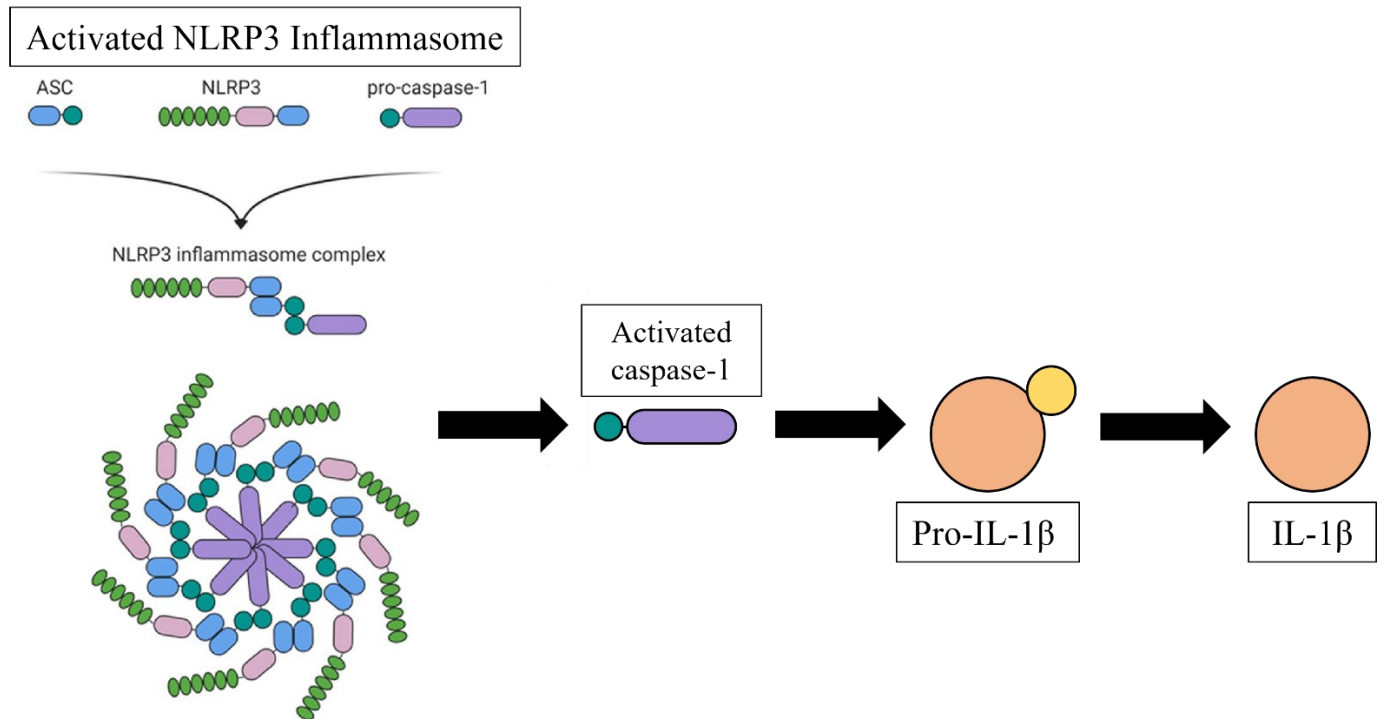 Activated NLRP3 Inflammasome
ASC
NLRP3
pro-caspase-1
NLRP3 inflammasome complex
Activated
caspase-1
Pro-IL-1β
IL-1β